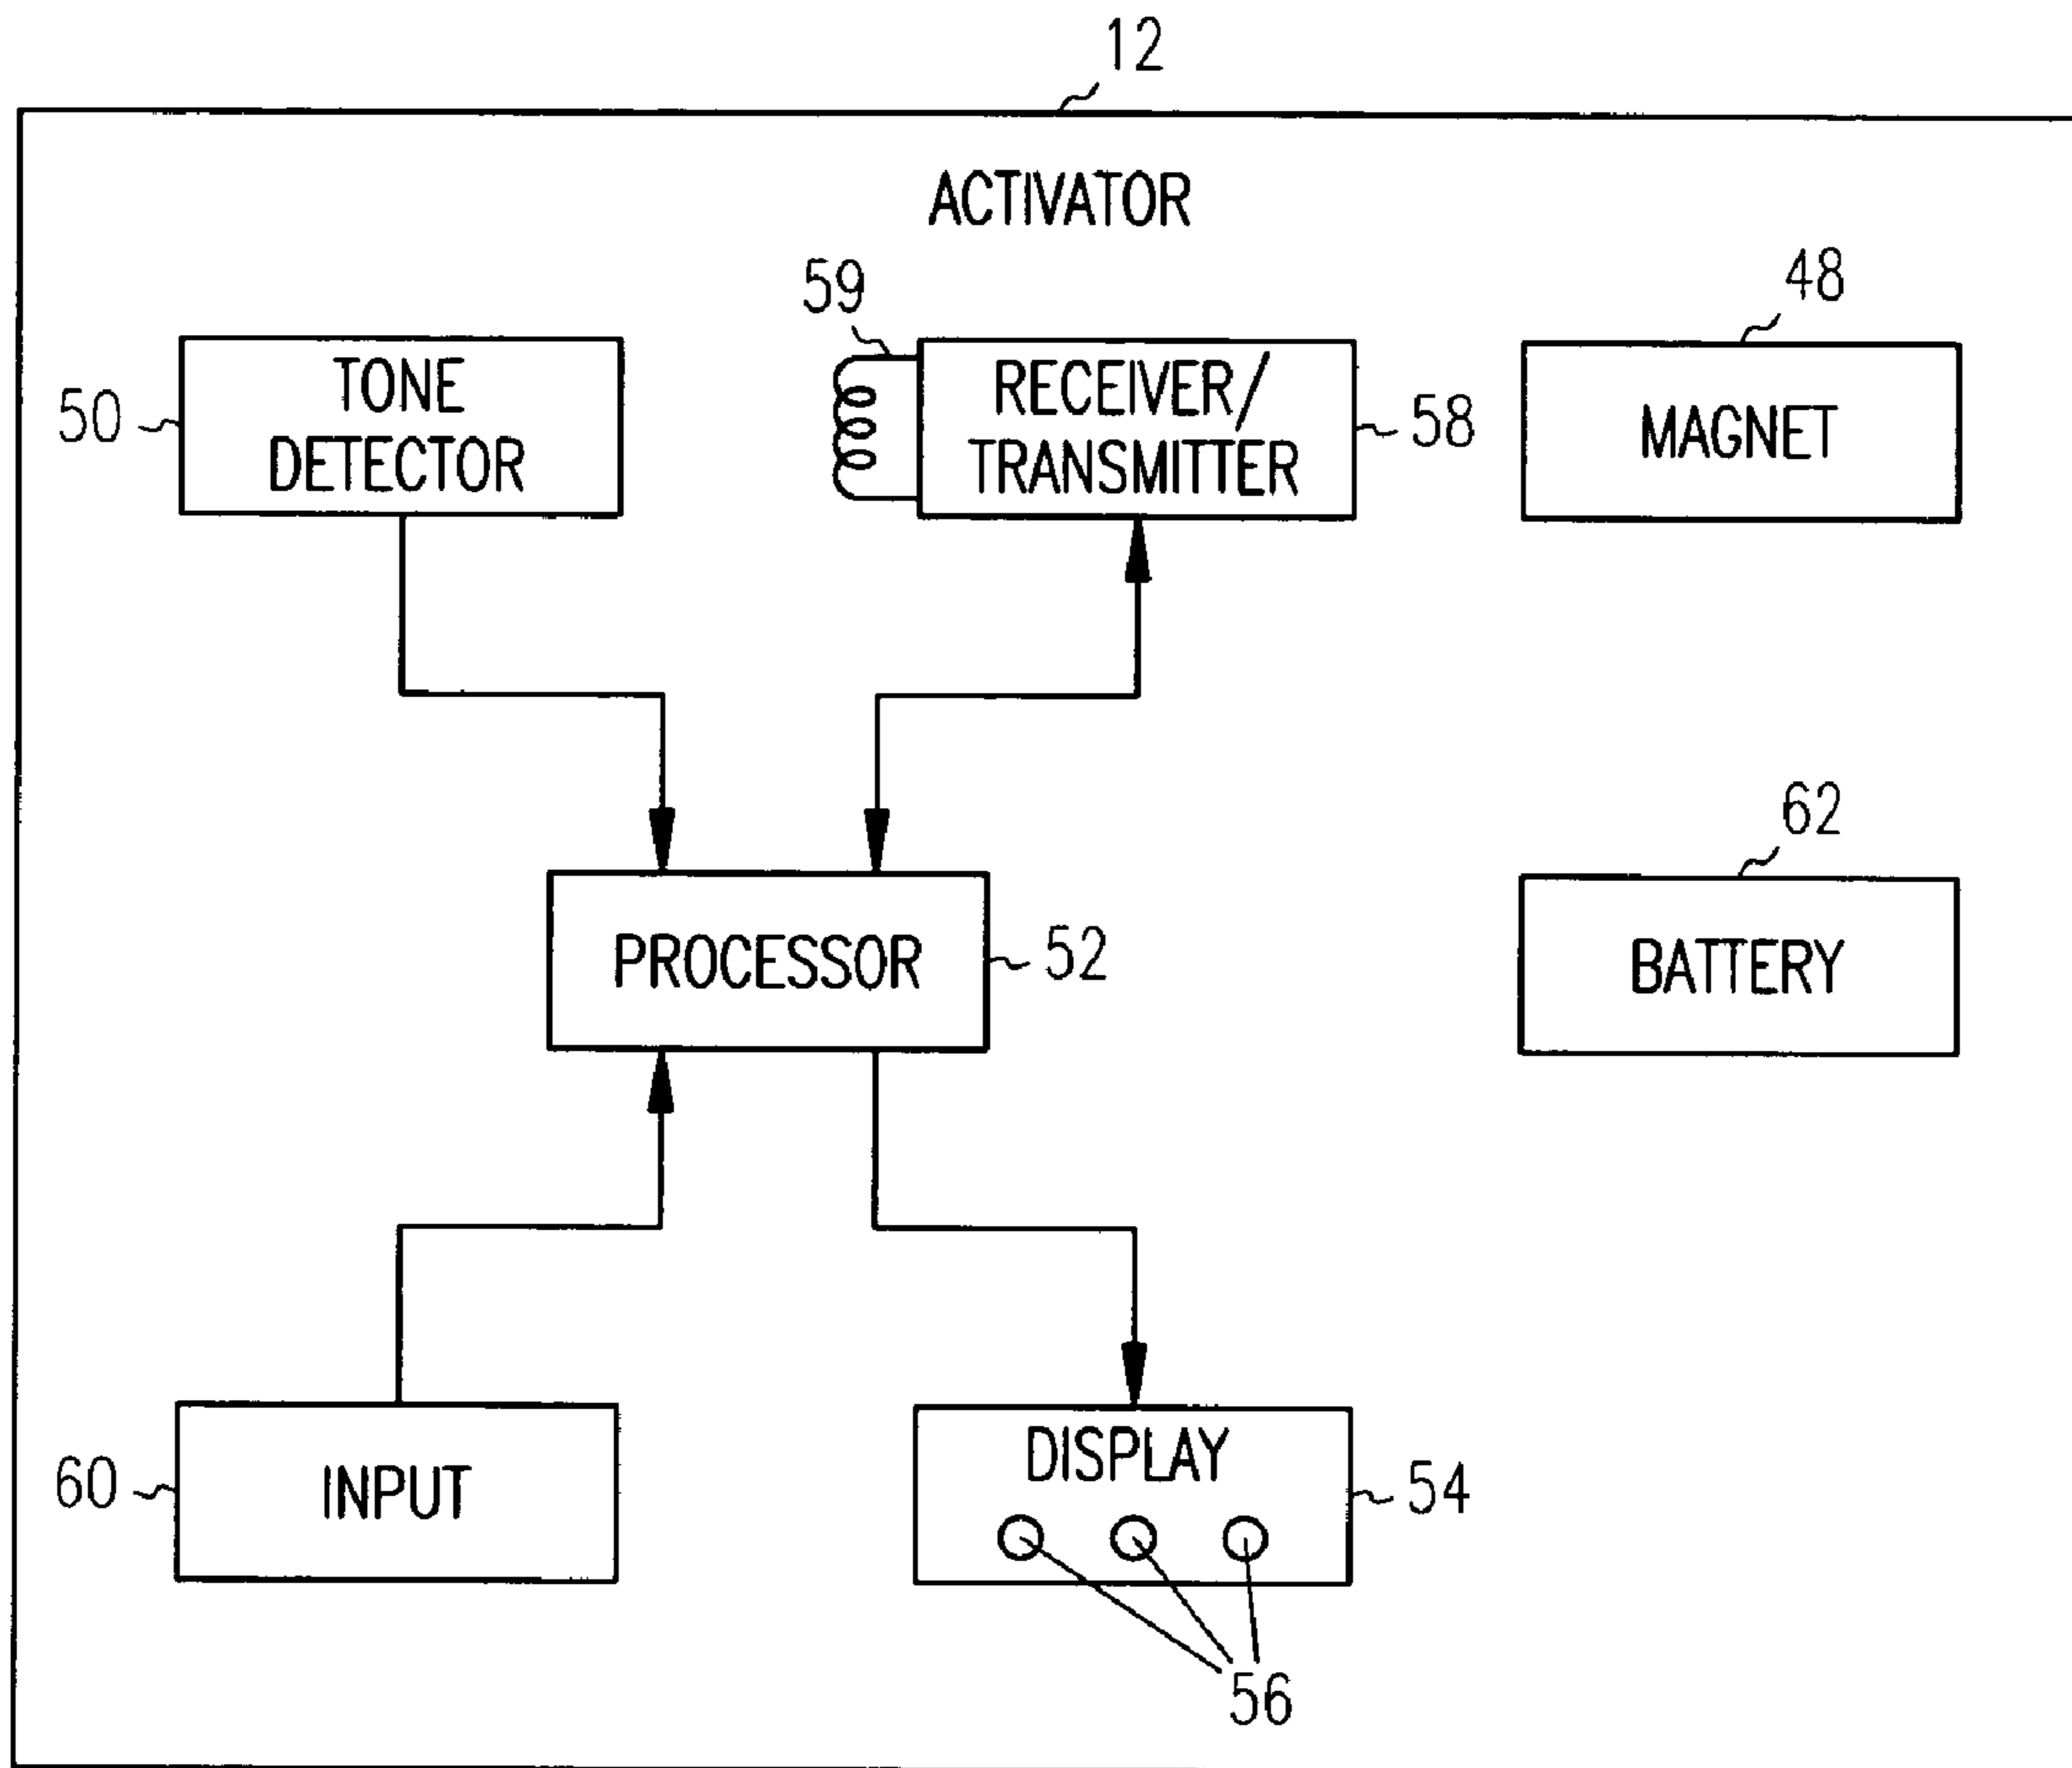 12
ACTIVATOR
59
48
50
TONE
DETECTOR
RECEIVER/
TRANSMITTER
58
MAGNET
62
PROCESSOR
52
BATTERY
60
INPUT
DISPLAY
54
56